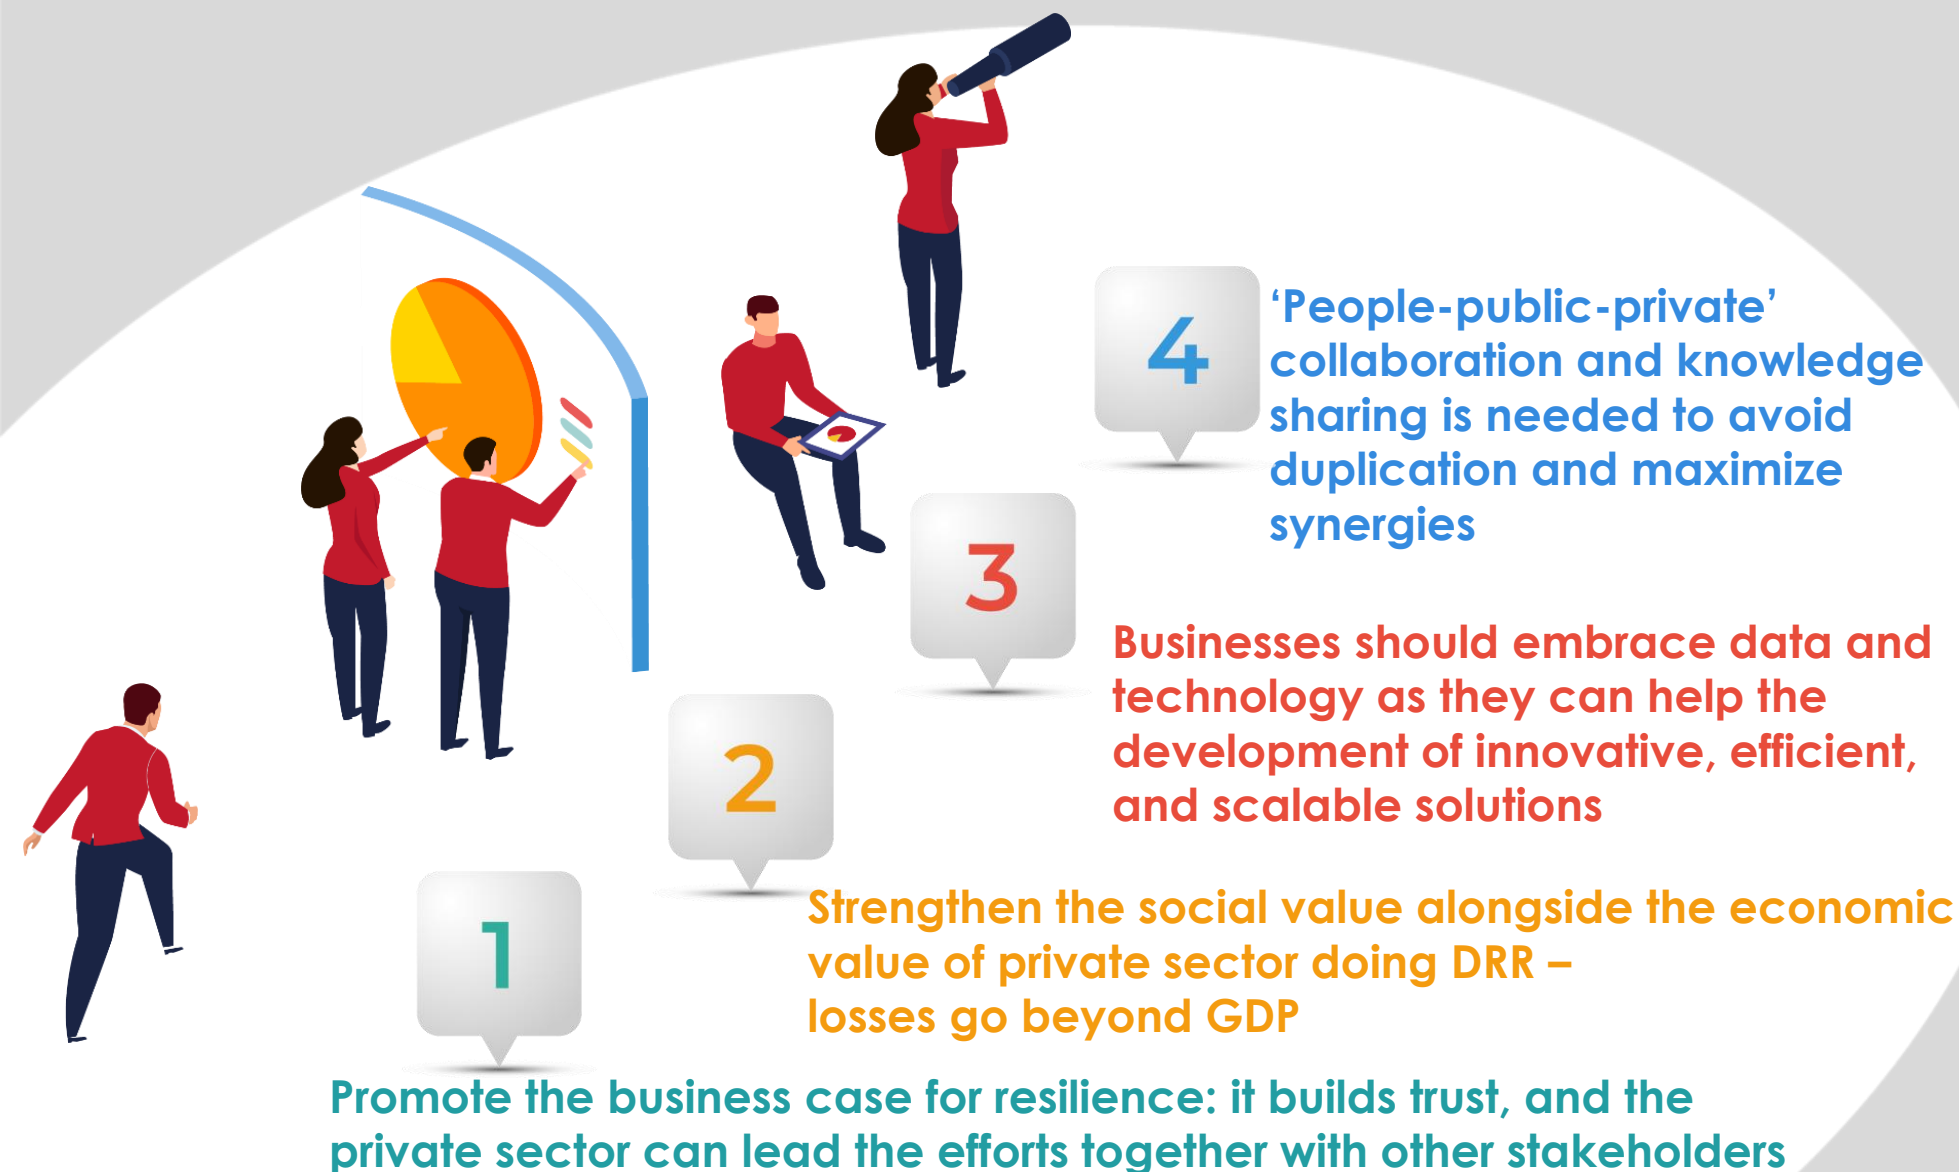 4
‘People-public-private’
collaboration and knowledge
sharing is needed to avoid
duplication and maximize
synergies
3
Businesses should embrace data and
technology as they can help the
development of innovative, efficient,
and scalable solutions
2
Strengthen the social value alongside the economic
value of private sector doing DRR –
losses go beyond GDP
1
Promote the business case for resilience: it builds trust, and the
private sector can lead the efforts together with other stakeholders